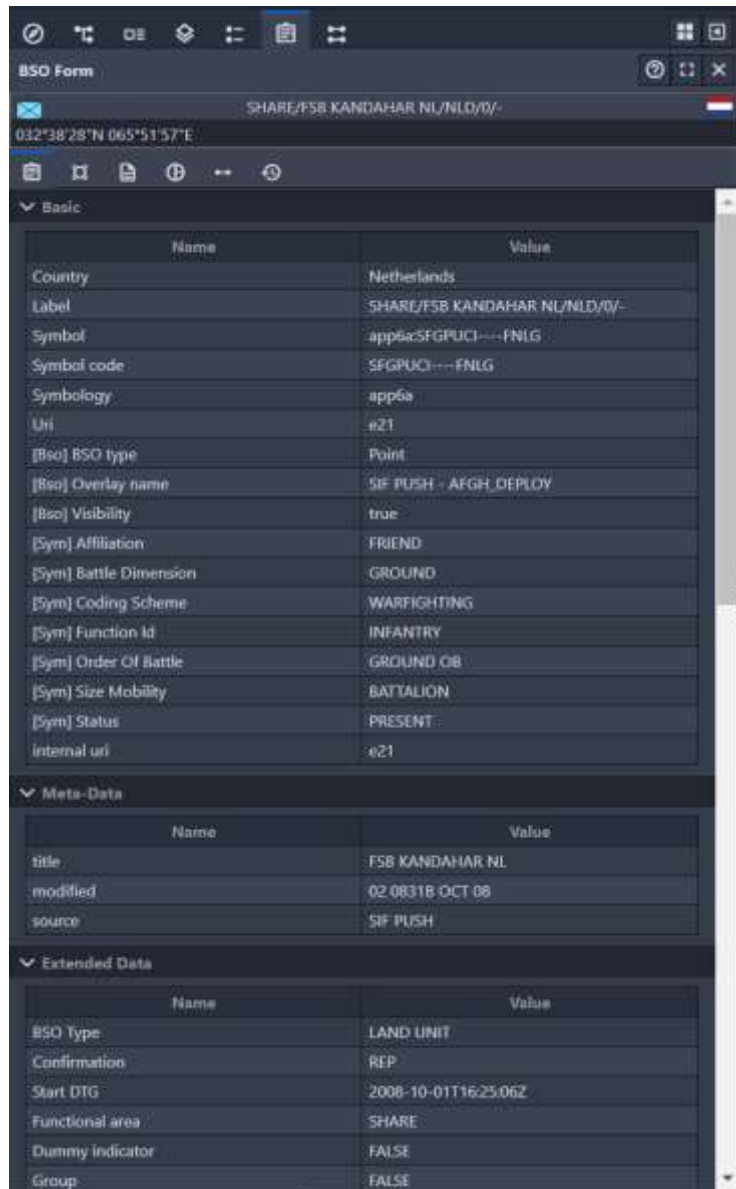 BSO Form
SHARE/FSB KANDAHAR NL/NLD/0/-
032°38'28"N 065°51'57"E
Basic
Name Value
Country Netherlands
Label SHARE/FSB KANDAHAR NL/NLD/0/-
Symbol app6a:SFGPUCI----FNLG
Symbol code SFGPUCI----FNLG
Symbology app6a
Uri e21
[Bso] BSO type Point
[Bso] Overlay name SIF PUSH - AFGH_DEPLOY
[Bso] Visibility true
[Sym] Affiliation FRIEND
[Sym] Battle Dimension GROUND
[Sym] Coding Scheme WARFIGHTING
[Sym] Function Id INFANTRY
[Sym] Order Of Battle GROUND OB
[Sym] Size Mobility BATTALION
[Sym] Status PRESENT
internal uri e21
Meta-Data
Name Value
title FSB KANDAHAR NL
modified 02 0831B OCT 08
source SIF PUSH
Extended Data
Name Value
BSO Type LAND UNIT
Confirmation REP
Start DTG 2008-10-01T16:25:06Z
Functional area SHARE
Dummy indicator FALSE
Group FALSE